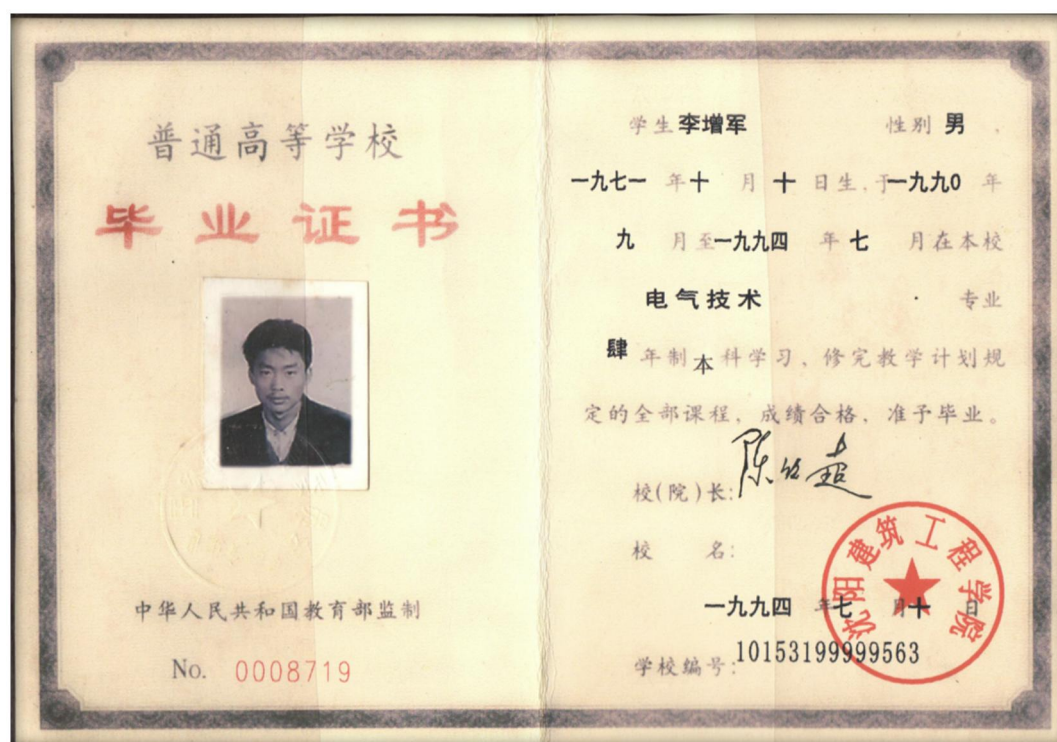 普通高等学校
毕业证书
中华人民共和国教育部监制
No. 0008719
学生李增军 性别 男 ，
一九七一 年十 月 十 日生，于一九九0 年
九 月至一九九四 年 七 月在本校
电气技术 专业
肆 年制 本 科学习，修完教学计划规
定的全部课程，成绩合格，准予毕业。
校(院)长:
校 名:
沈阳建筑工程学院
一九九四 年七 月十 日
学校编号: 10153199999563